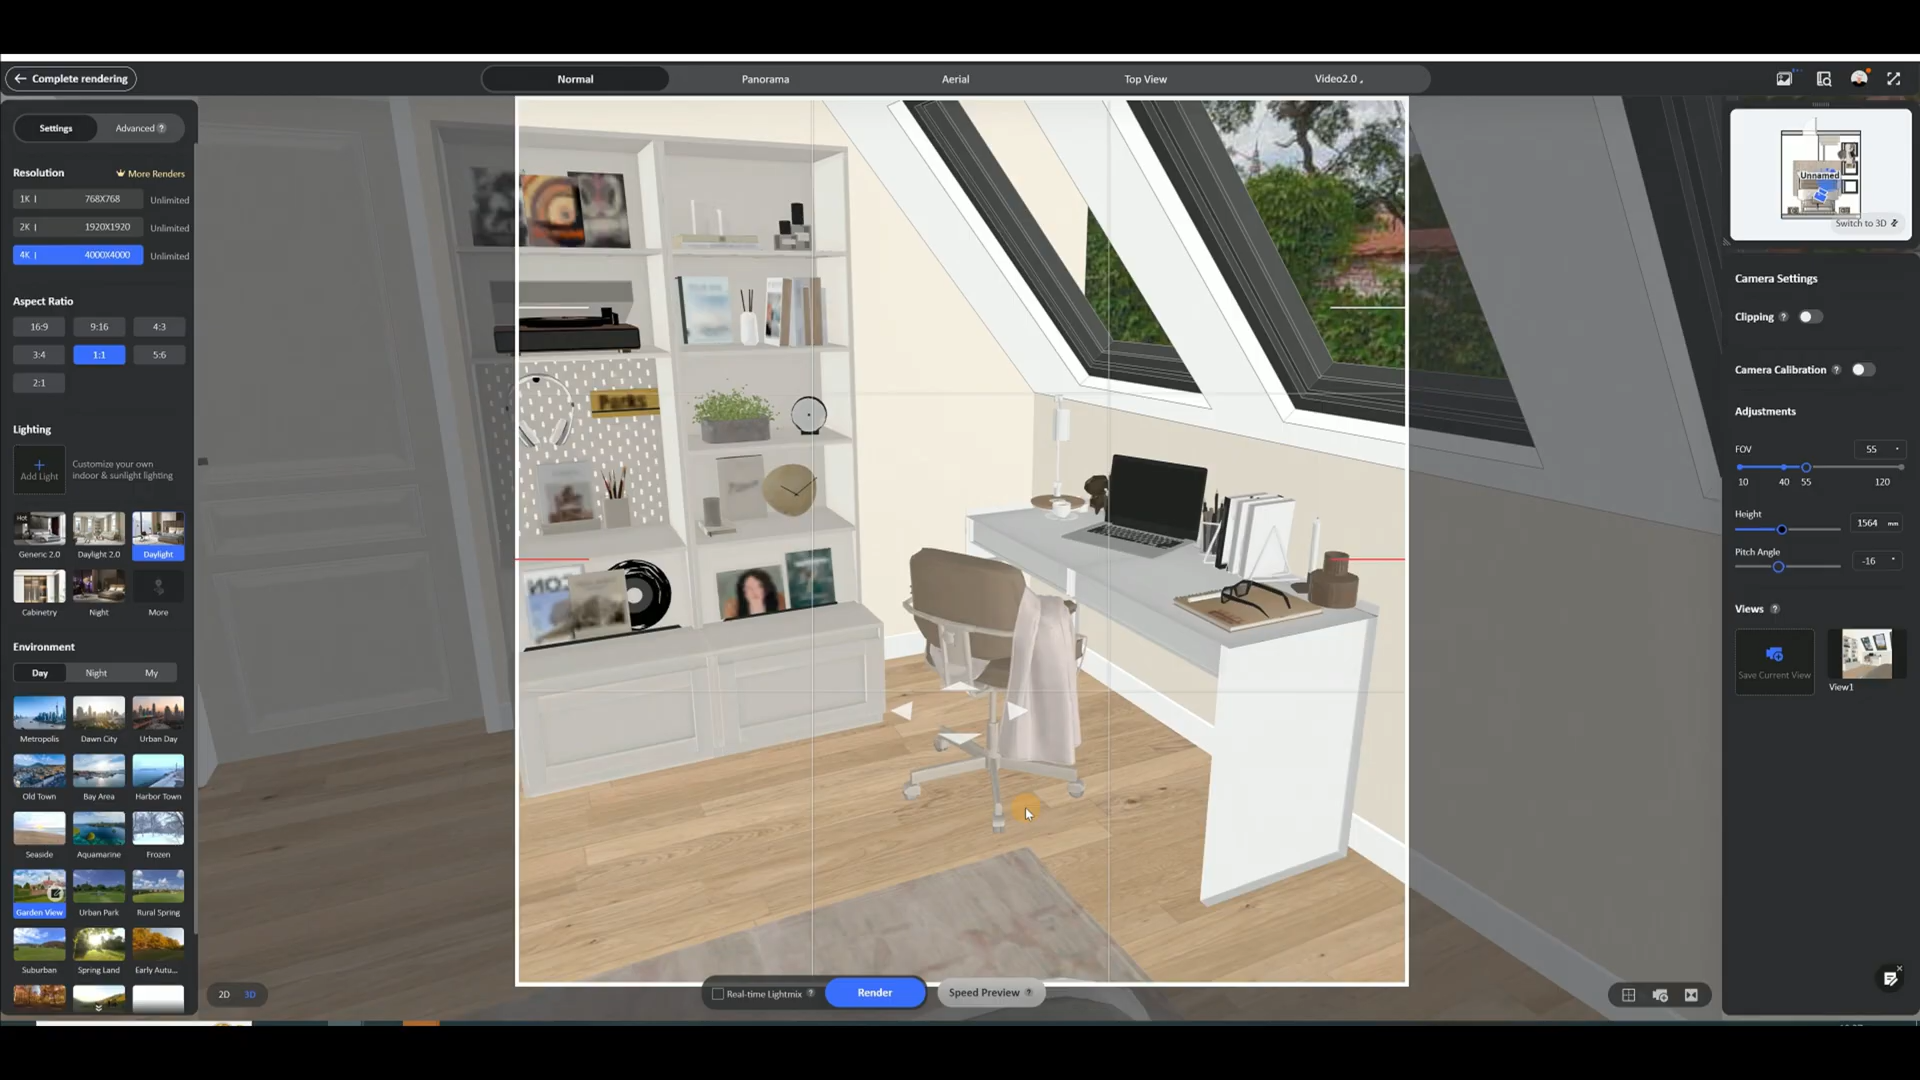 Complete rendering
Normal
Panorama
Aerial
Top View
Video2.0
Settings
Advanced ?
Resolution
More Renders
1K | 768X768 Unlimited
2K | 1920X1920 Unlimited
4K | 4000X4000 Unlimited
Aspect Ratio
16:9
9:16
4:3
3:4
1:1
5:6
2:1
Lighting
Add Light
Customize your own
indoor & sunlight lighting
Hot
Generic 2.0
Daylight 2.0
Daylight
Cabinetry
Night
More
Environment
Day
Night
My
Metropolis
Dawn City
Urban Day
Old Town
Bay Area
Harbor Town
Seaside
Aquamarine
Frozen
Garden View
Urban Park
Rural Spring
Suburban
Spring Land
Early Autu...
2D
3D
Parks
Real-time Lightmix ?
Render
Speed Preview ?
Unnamed
Switch to 3D
Camera Settings
Clipping ?
Camera Calibration ?
Adjustments
FOV
55 °
10 40 55 120
Height
1564 mm
Pitch Angle
-16 °
Views ?
Save Current View
View1